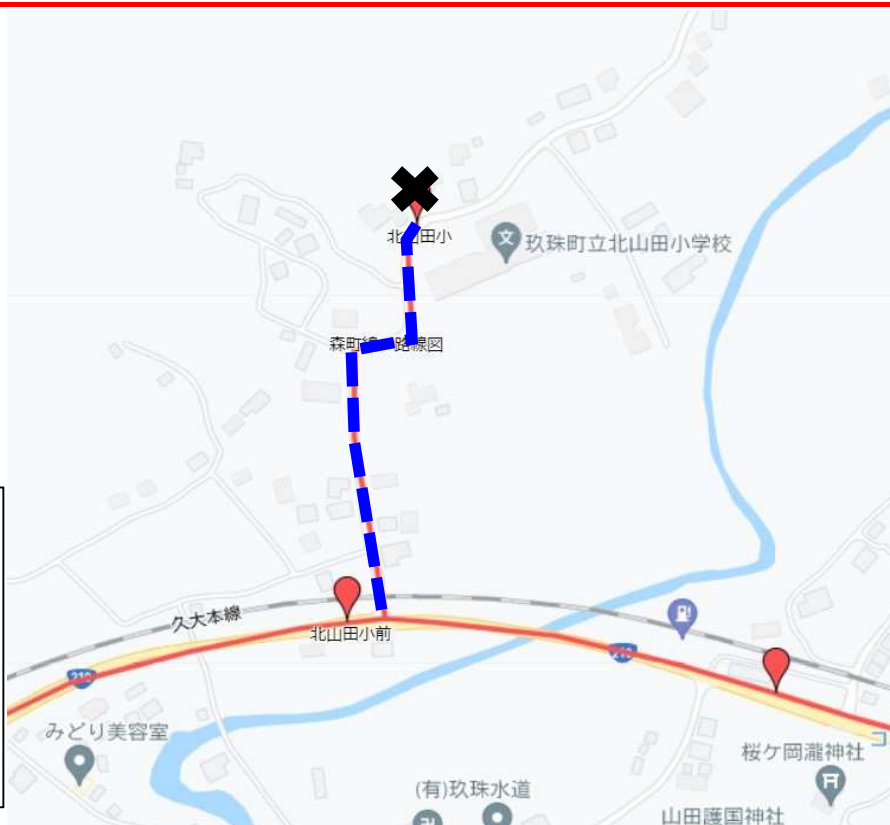 北山田小
玖珠町立北山田小学校
森町線 路線図
久大本線
北山田小前
210
210
みどり美容室
桜ケ岡瀧神社
コ
(有)玖珠水道
山田護国神社